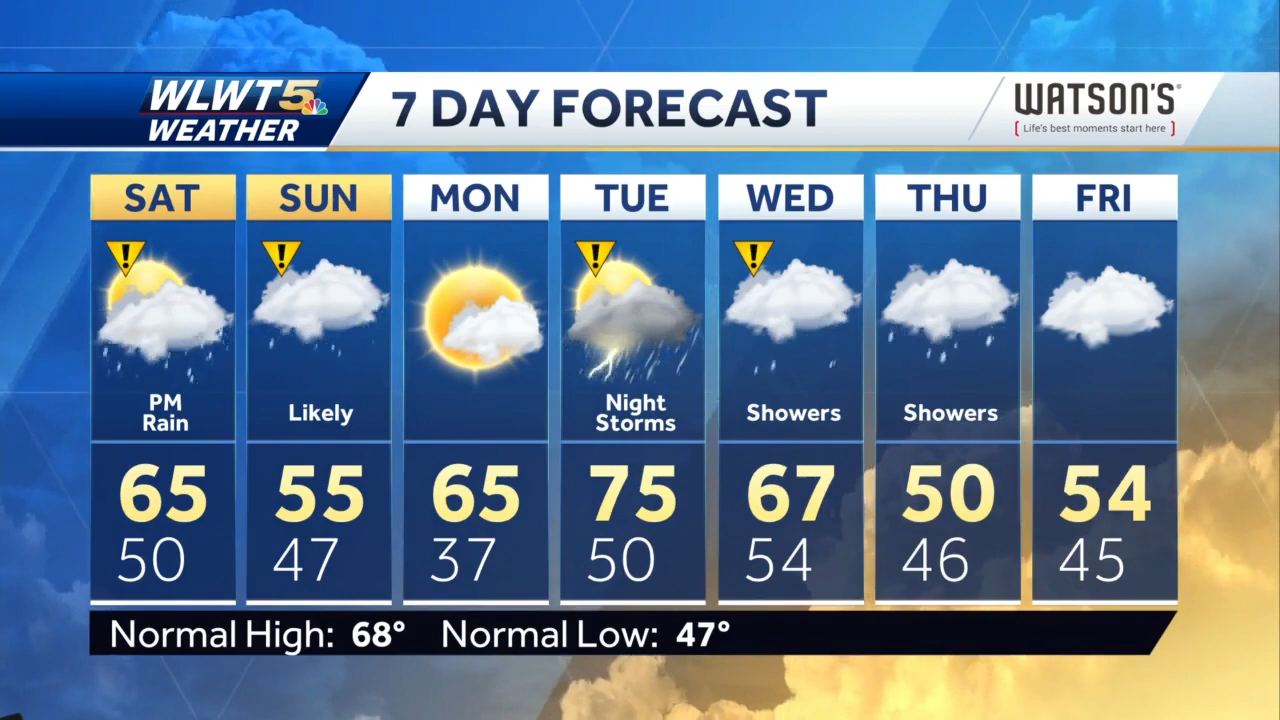 WLWT5
WEATHER
7 DAY FORECAST
WATSON'S®
[ Life's best moments start here ]
SAT SUN MON TUE WED THU FRI
! ! ! !
PM
Rain
Likely
Night
Storms
Showers
Showers
65 55 65 75 67 50 54
50 47 37 50 54 46 45
Normal High: 68° Normal Low: 47°